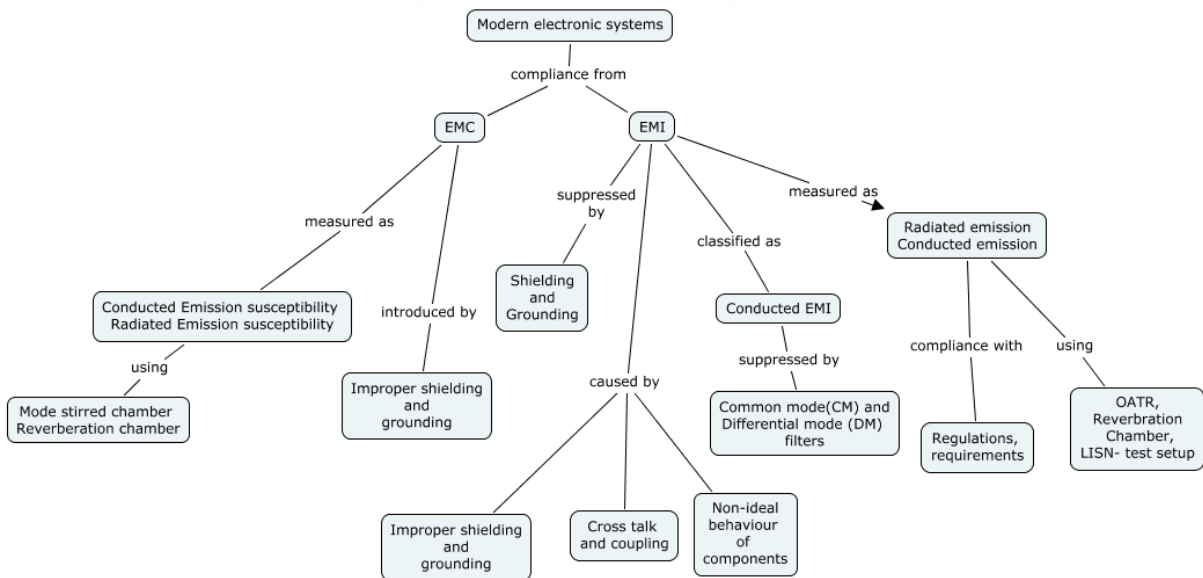 Modern electronic systems
compliance from
EMC
EMI
suppressed
by
measured as
measured as
Radiated emission
Conducted emission
classified as
Shielding
and
Grounding
Conducted Emission susceptibility
Radiated Emission susceptibility
introduced by
Conducted EMI
compliance with
using
suppressed by
using
caused by
Improper shielding
and
grounding
Mode stirred chamber
Reverberation chamber
Common mode(CM) and
Differential mode (DM)
filters
Regulations,
requirements
OATR,
Reverbration
Chamber,
LISN- test setup
Improper shielding
and
grounding
Cross talk
and coupling
Non-ideal
behaviour
of
components